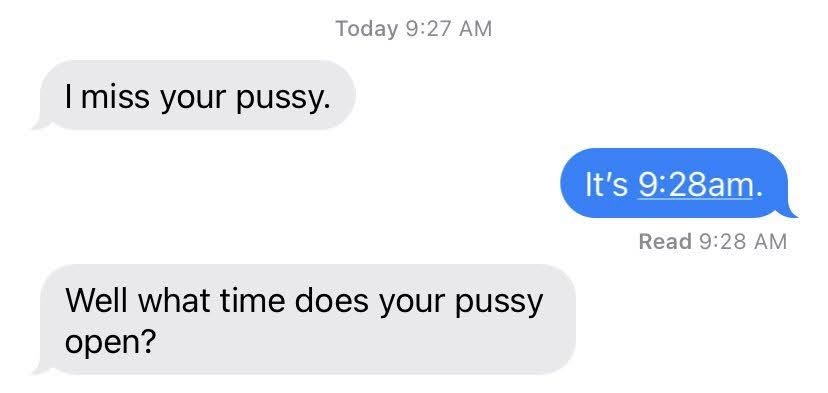 Today 9:27 AM
I miss your pussy.
It’s 9:28am.
Read 9:28 AM
Well what time does your pussy
open?